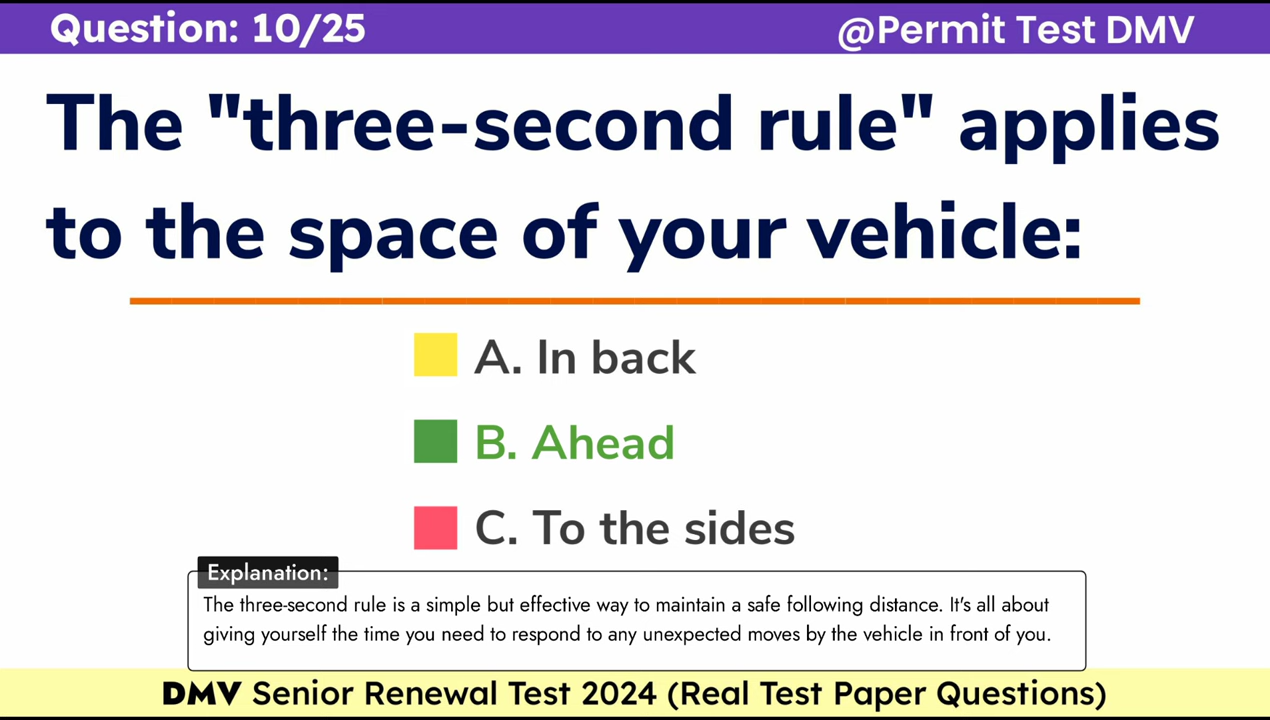 Question: 10/25
@Permit Test DMV
The "three-second rule" applies
to the space of your vehicle:
A. In back
B. Ahead
C. To the sides
Explanation:
The three-second rule is a simple but effective way to maintain a safe following distance. It's all about
giving yourself the time you need to respond to any unexpected moves by the vehicle in front of you.
DMV Senior Renewal Test 2024 (Real Test Paper Questions)